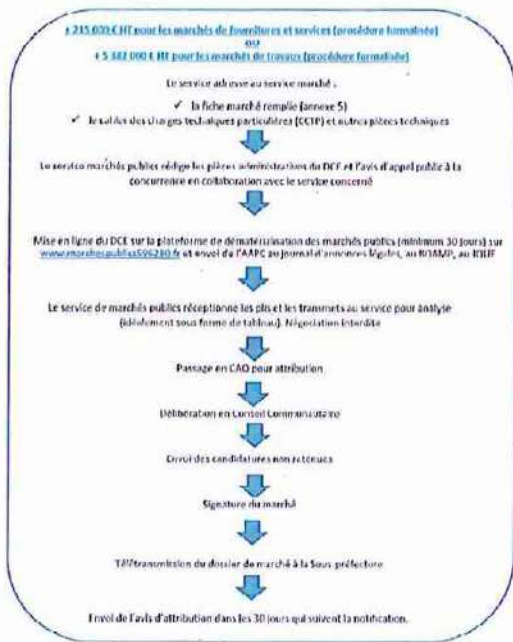 + 215 000 € HT pour les marchés de fournitures et services (procédure formalisée)
OU
+ 5 382 000 € HT pour les marchés de travaux (procédure formalisée)
Le service adresse au service marché :
✓ la fiche marché remplie (annexe 5)
✓ le cahier des charges techniques particulières (CCTP) et autres pièces techniques
Le service marchés publics rédige les pièces administratives du DCE et l'avis d'appel public à la
concurrence en collaboration avec le service concerné
Mise en ligne du DCE sur la plateforme de dématérialisation des marchés publics (minimum 30 jours) sur
www.marchespublics596280.fr et envoi de l'AAPC au journal d'annonces légales, au BOAMP, au JOUE
Le service de marchés publics réceptionne les plis et les transmets au service pour analyse
(idéalement sous forme de tableau). Négociation interdite
Passage en CAO pour attribution
Délibération en Conseil Communautaire
Envoi des candidatures non retenues
Signature du marché
Télétransmission du dossier de marché à la Sous-préfecture
Envoi de l'avis d'attribution dans les 30 jours qui suivent la notification.